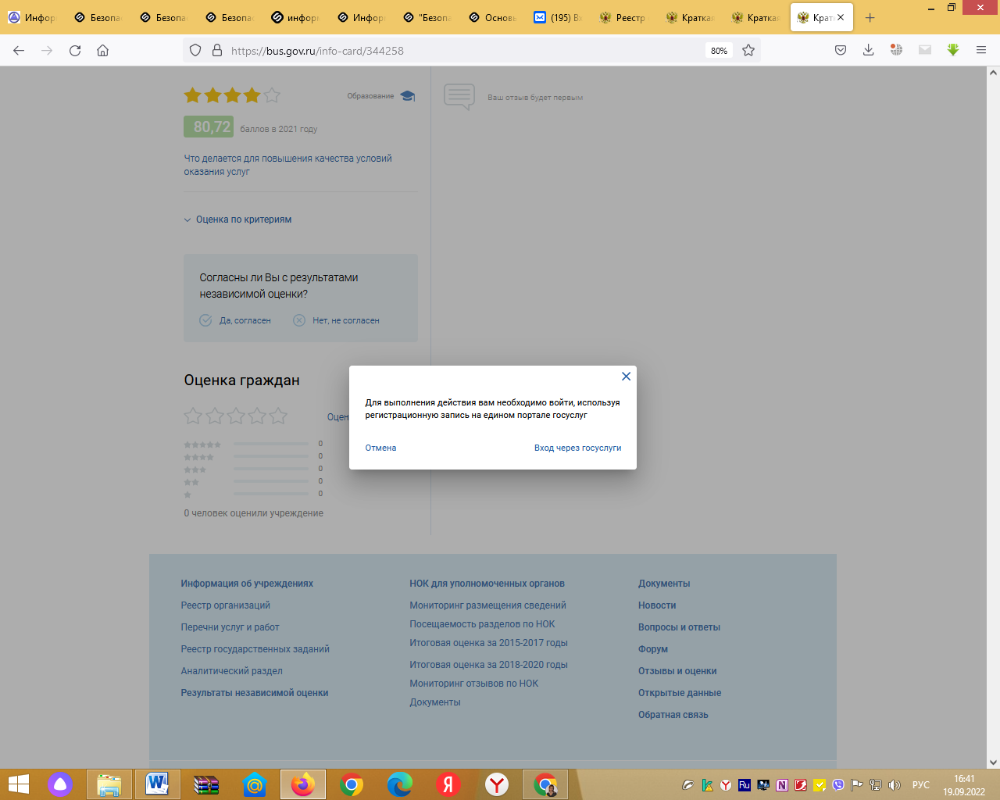 Инфор
Безопа
Безопа
Безопа
инфор
Инфор
"Безопа
Основ
(195) В
Реестр
Краткая
Краткая
Крат
https://bus.gov.ru/info-card/344258
80%
Образование
80,72 баллов в 2021 году
Что делается для повышения качества условий
оказания услуг
Оценка по критериям
Согласны ли Вы с результатами
независимой оценки?
Да, согласен
Нет, не согласен
Оценка граждан
Оцен
0
0
0
0
0
0 человек оценили учреждение
Ваш отзыв будет первым
Для выполнения действия вам необходимо войти, используя
регистрационную запись на едином портале госуслуг
Отмена
Вход через госуслуги
Информация об учреждениях
Реестр организаций
Перечни услуг и работ
Реестр государственных заданий
Аналитический раздел
Результаты независимой оценки
НОК для уполномоченных органов
Мониторинг размещения сведений
Посещаемость разделов по НОК
Итоговая оценка за 2015-2017 годы
Итоговая оценка за 2018-2020 годы
Мониторинг отзывов по НОК
Документы
Документы
Новости
Вопросы и ответы
Форум
Отзывы и оценки
Открытые данные
Обратная связь
РУС
16:41
19.09.2022